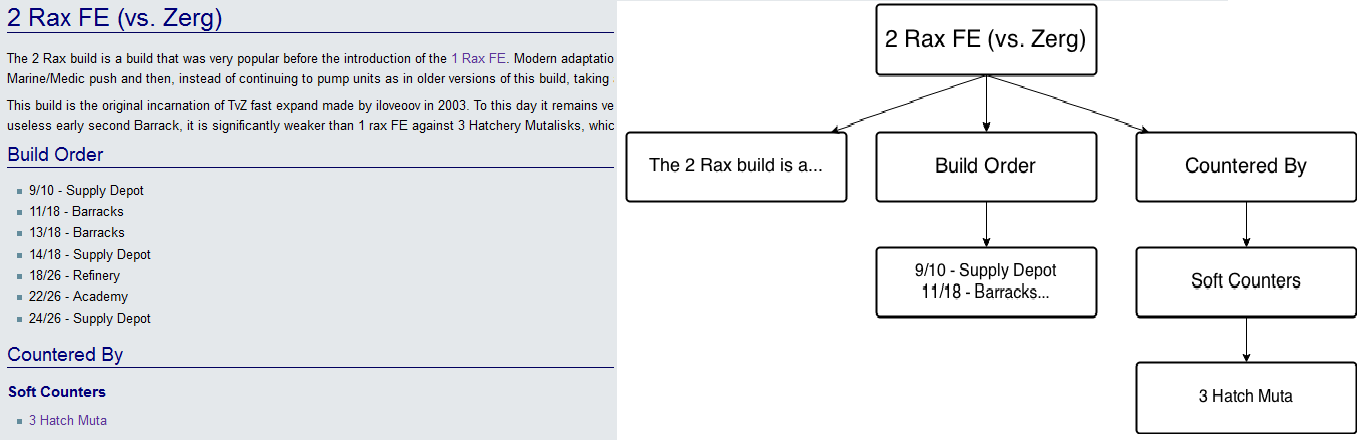 2 Rax FE (vs. Zerg)
The 2 Rax build is a build that was very popular before the introduction of the 1 Rax FE. Modern adaptatio
Marine/Medic push and then, instead of continuing to pump units as in older versions of this build, taking
This build is the original incarnation of TvZ fast expand made by iloveoov in 2003. To this day it remains ve
useless early second Barrack, it is significantly weaker than 1 rax FE against 3 Hatchery Mutalisks, whic
Build Order
9/10 - Supply Depot
11/18 - Barracks
13/18 - Barracks
14/18 - Supply Depot
18/26 - Refinery
22/26 - Academy
24/26 - Supply Depot
Countered By
Soft Counters
3 Hatch Muta
2 Rax FE (vs. Zerg)
The 2 Rax build is a...
Build Order
Countered By
9/10 - Supply Depot
11/18 - Barracks...
Soft Counters
3 Hatch Muta